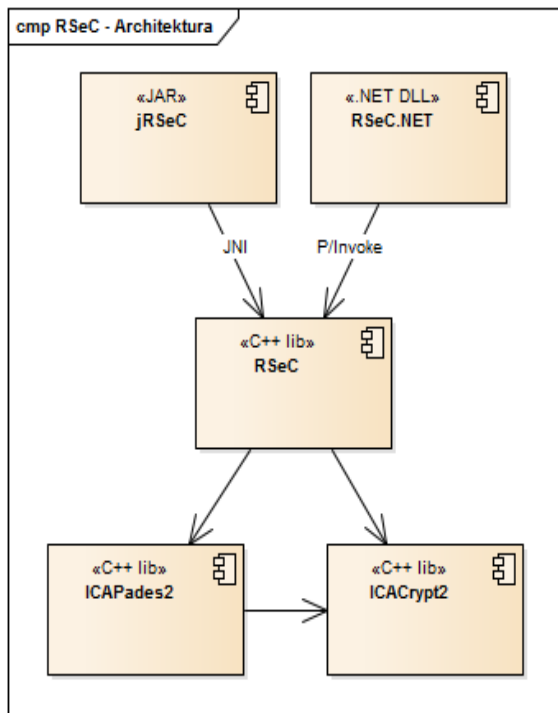 cmp RSeC - Architektura
«JAR»
jRSeC
«.NET DLL»
RSeC.NET
JNI
P/Invoke
«C++ lib»
RSeC
«C++ lib»
ICAPades2
«C++ lib»
ICACrypt2